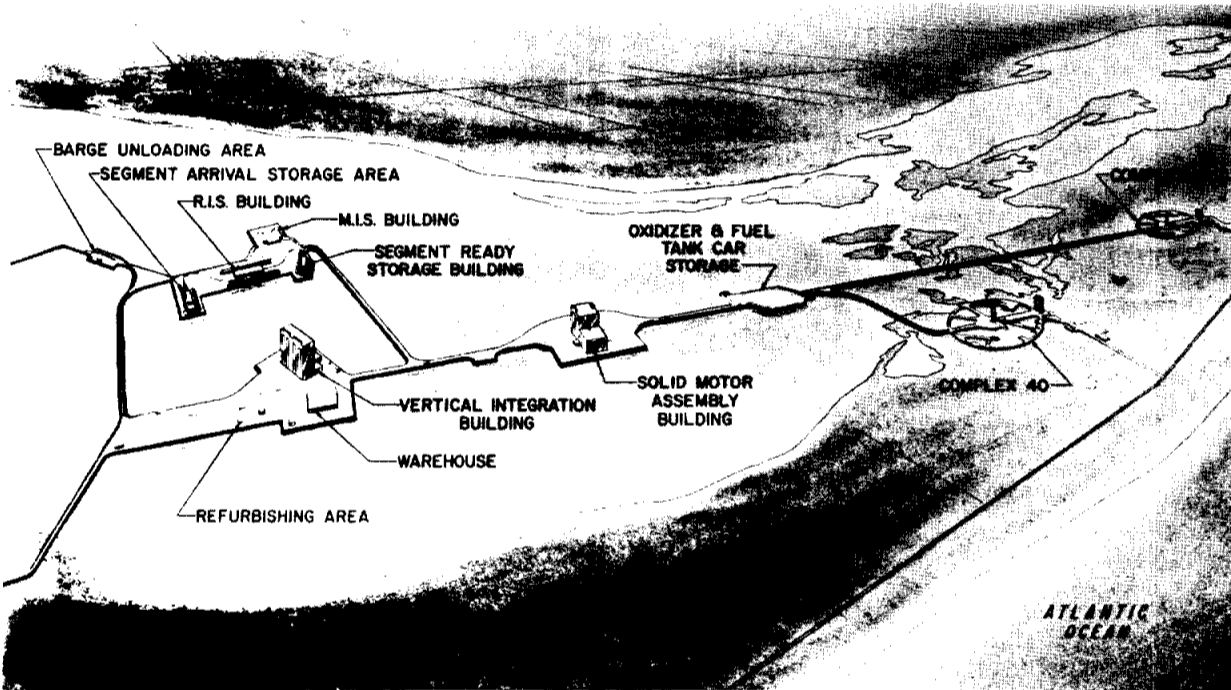 BARGE UNLOADING AREA
SEGMENT ARRIVAL STORAGE AREA
R.I.S. BUILDING
M.I.S. BUILDING
SEGMENT READY
STORAGE BUILDING
OXIDIZER & FUEL
TANK CAR
STORAGE
COMPLEX 40
SOLID MOTOR
ASSEMBLY
BUILDING
VERTICAL INTEGRATION
BUILDING
WAREHOUSE
REFURBISHING AREA
ATLANTIC
OCEAN